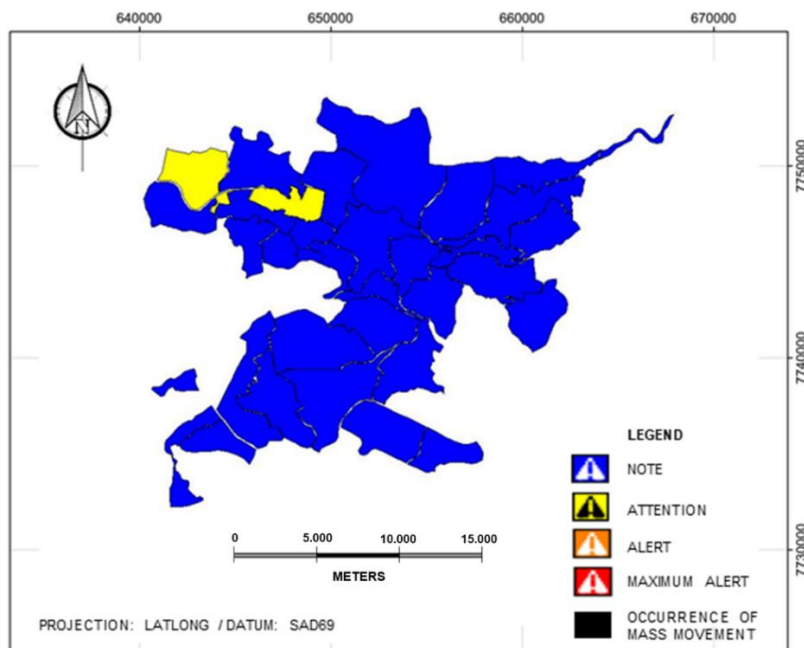 640000 650000 660000 670000
N
7750000
7740000
7730000
LEGEND
NOTE
ATTENTION
ALERT
MAXIMUM ALERT
OCCURRENCE OF
MASS MOVEMENT
0 5.000 10.000 15.000
METERS
PROJECTION: LATLONG / DATUM: SAD69